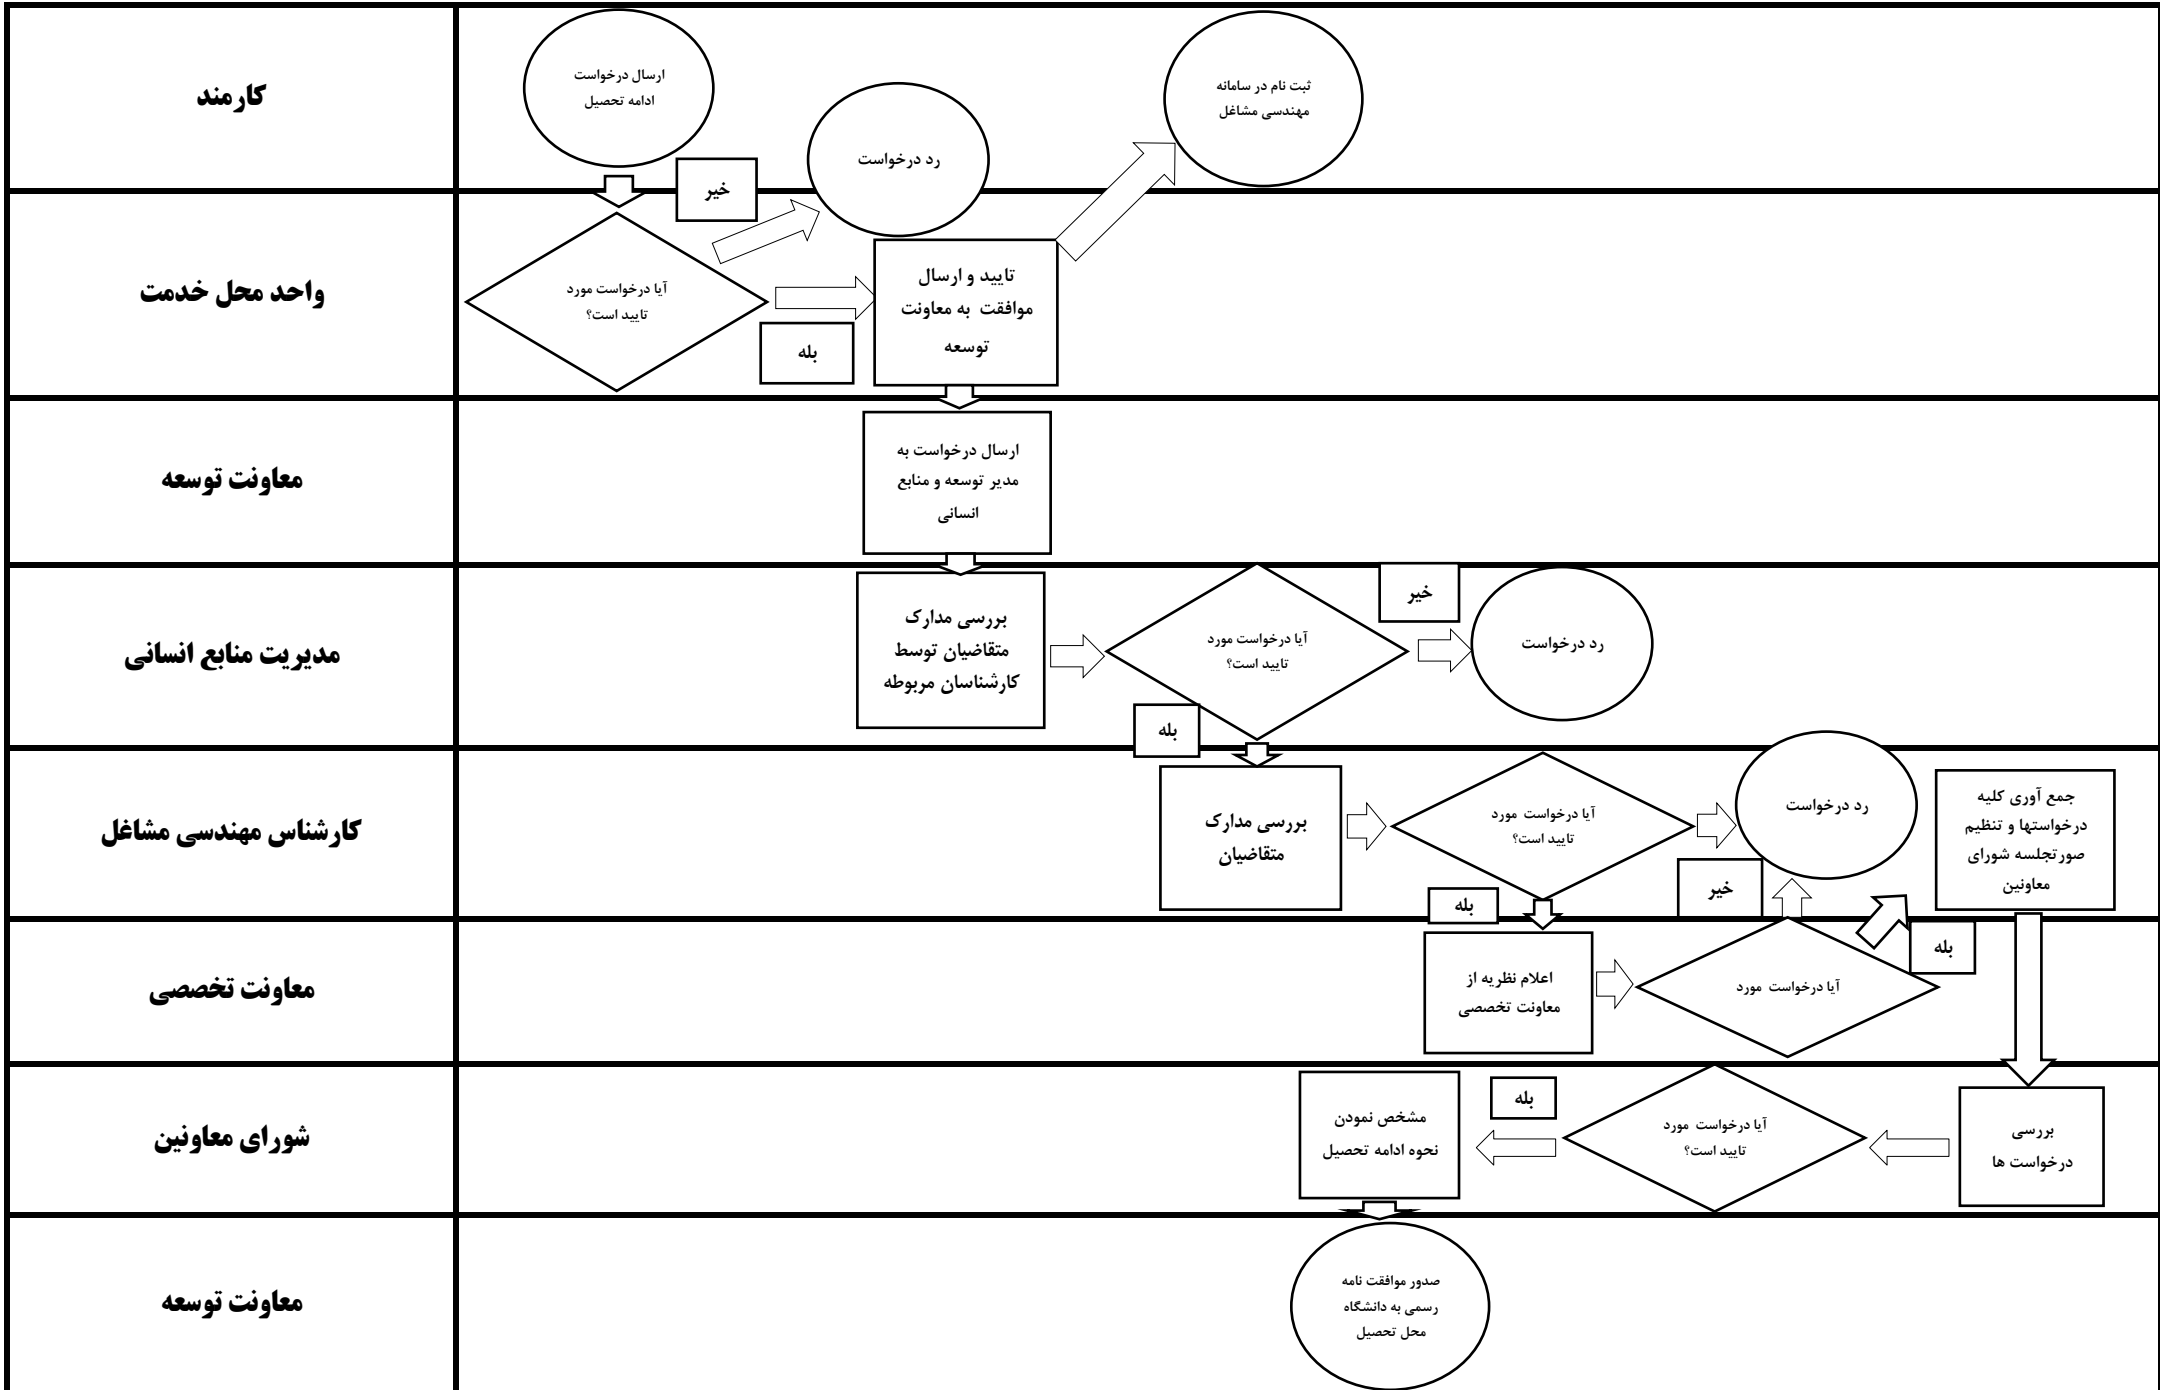 کارمند
ارسال درخواست
ادامه تحصیل
خیر
رد درخواست
ثبت نام در سامانه
مهندسی مشاغل
واحد محل خدمت
آیا درخواست مورد
تایید است؟
بله
تایید و ارسال
موافقت به معاونت
توسعه
معاونت توسعه
ارسال درخواست به
مدیر توسعه و منابع
انسانی
مدیریت منابع انسانی
بررسی مدارک
متقاضیان توسط
کارشناسان مربوطه
آیا درخواست مورد
تایید است؟
خیر
رد درخواست
بله
کارشناس مهندسی مشاغل
بررسی مدارک
متقاضیان
آیا درخواست مورد
تایید است؟
رد درخواست
جمع آوری کلیه
درخواستها و تنظیم
صورتجلسه شورای
معاونین
بله
خیر
معاونت تخصصی
اعلام نظریه از
معاونت تخصصی
آیا درخواست مورد
بله
شورای معاونین
مشخص نمودن
نحوه ادامه تحصیل
بله
آیا درخواست مورد
تایید است؟
بررسی
درخواست ها
معاونت توسعه
صدور موافقت نامه
رسمی به دانشگاه
محل تحصیل